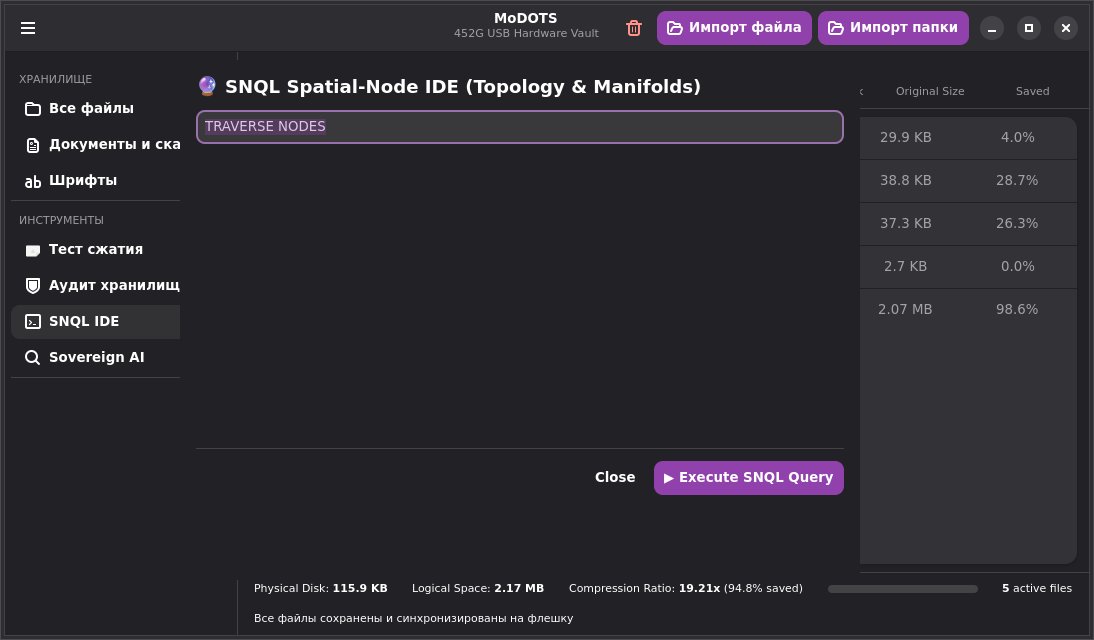 MoDOTS
452G USB Hardware Vault
Импорт файла
Импорт папки
ХРАНИЛИЩЕ
Все файлы
Документы и ска
Шрифты
ИНСТРУМЕНТЫ
Тест сжатия
Аудит хранилищ
SNQL IDE
Sovereign AI
SNQL Spatial-Node IDE (Topology & Manifolds)
TRAVERSE NODES
Close
▶ Execute SNQL Query
Original Size Saved
29.9 KB 4.0%
38.8 KB 28.7%
37.3 KB 26.3%
2.7 KB 0.0%
2.07 MB 98.6%
Physical Disk: 115.9 KB Logical Space: 2.17 MB Compression Ratio: 19.21x (94.8% saved) 5 active files
Все файлы сохранены и синхронизированы на флешку